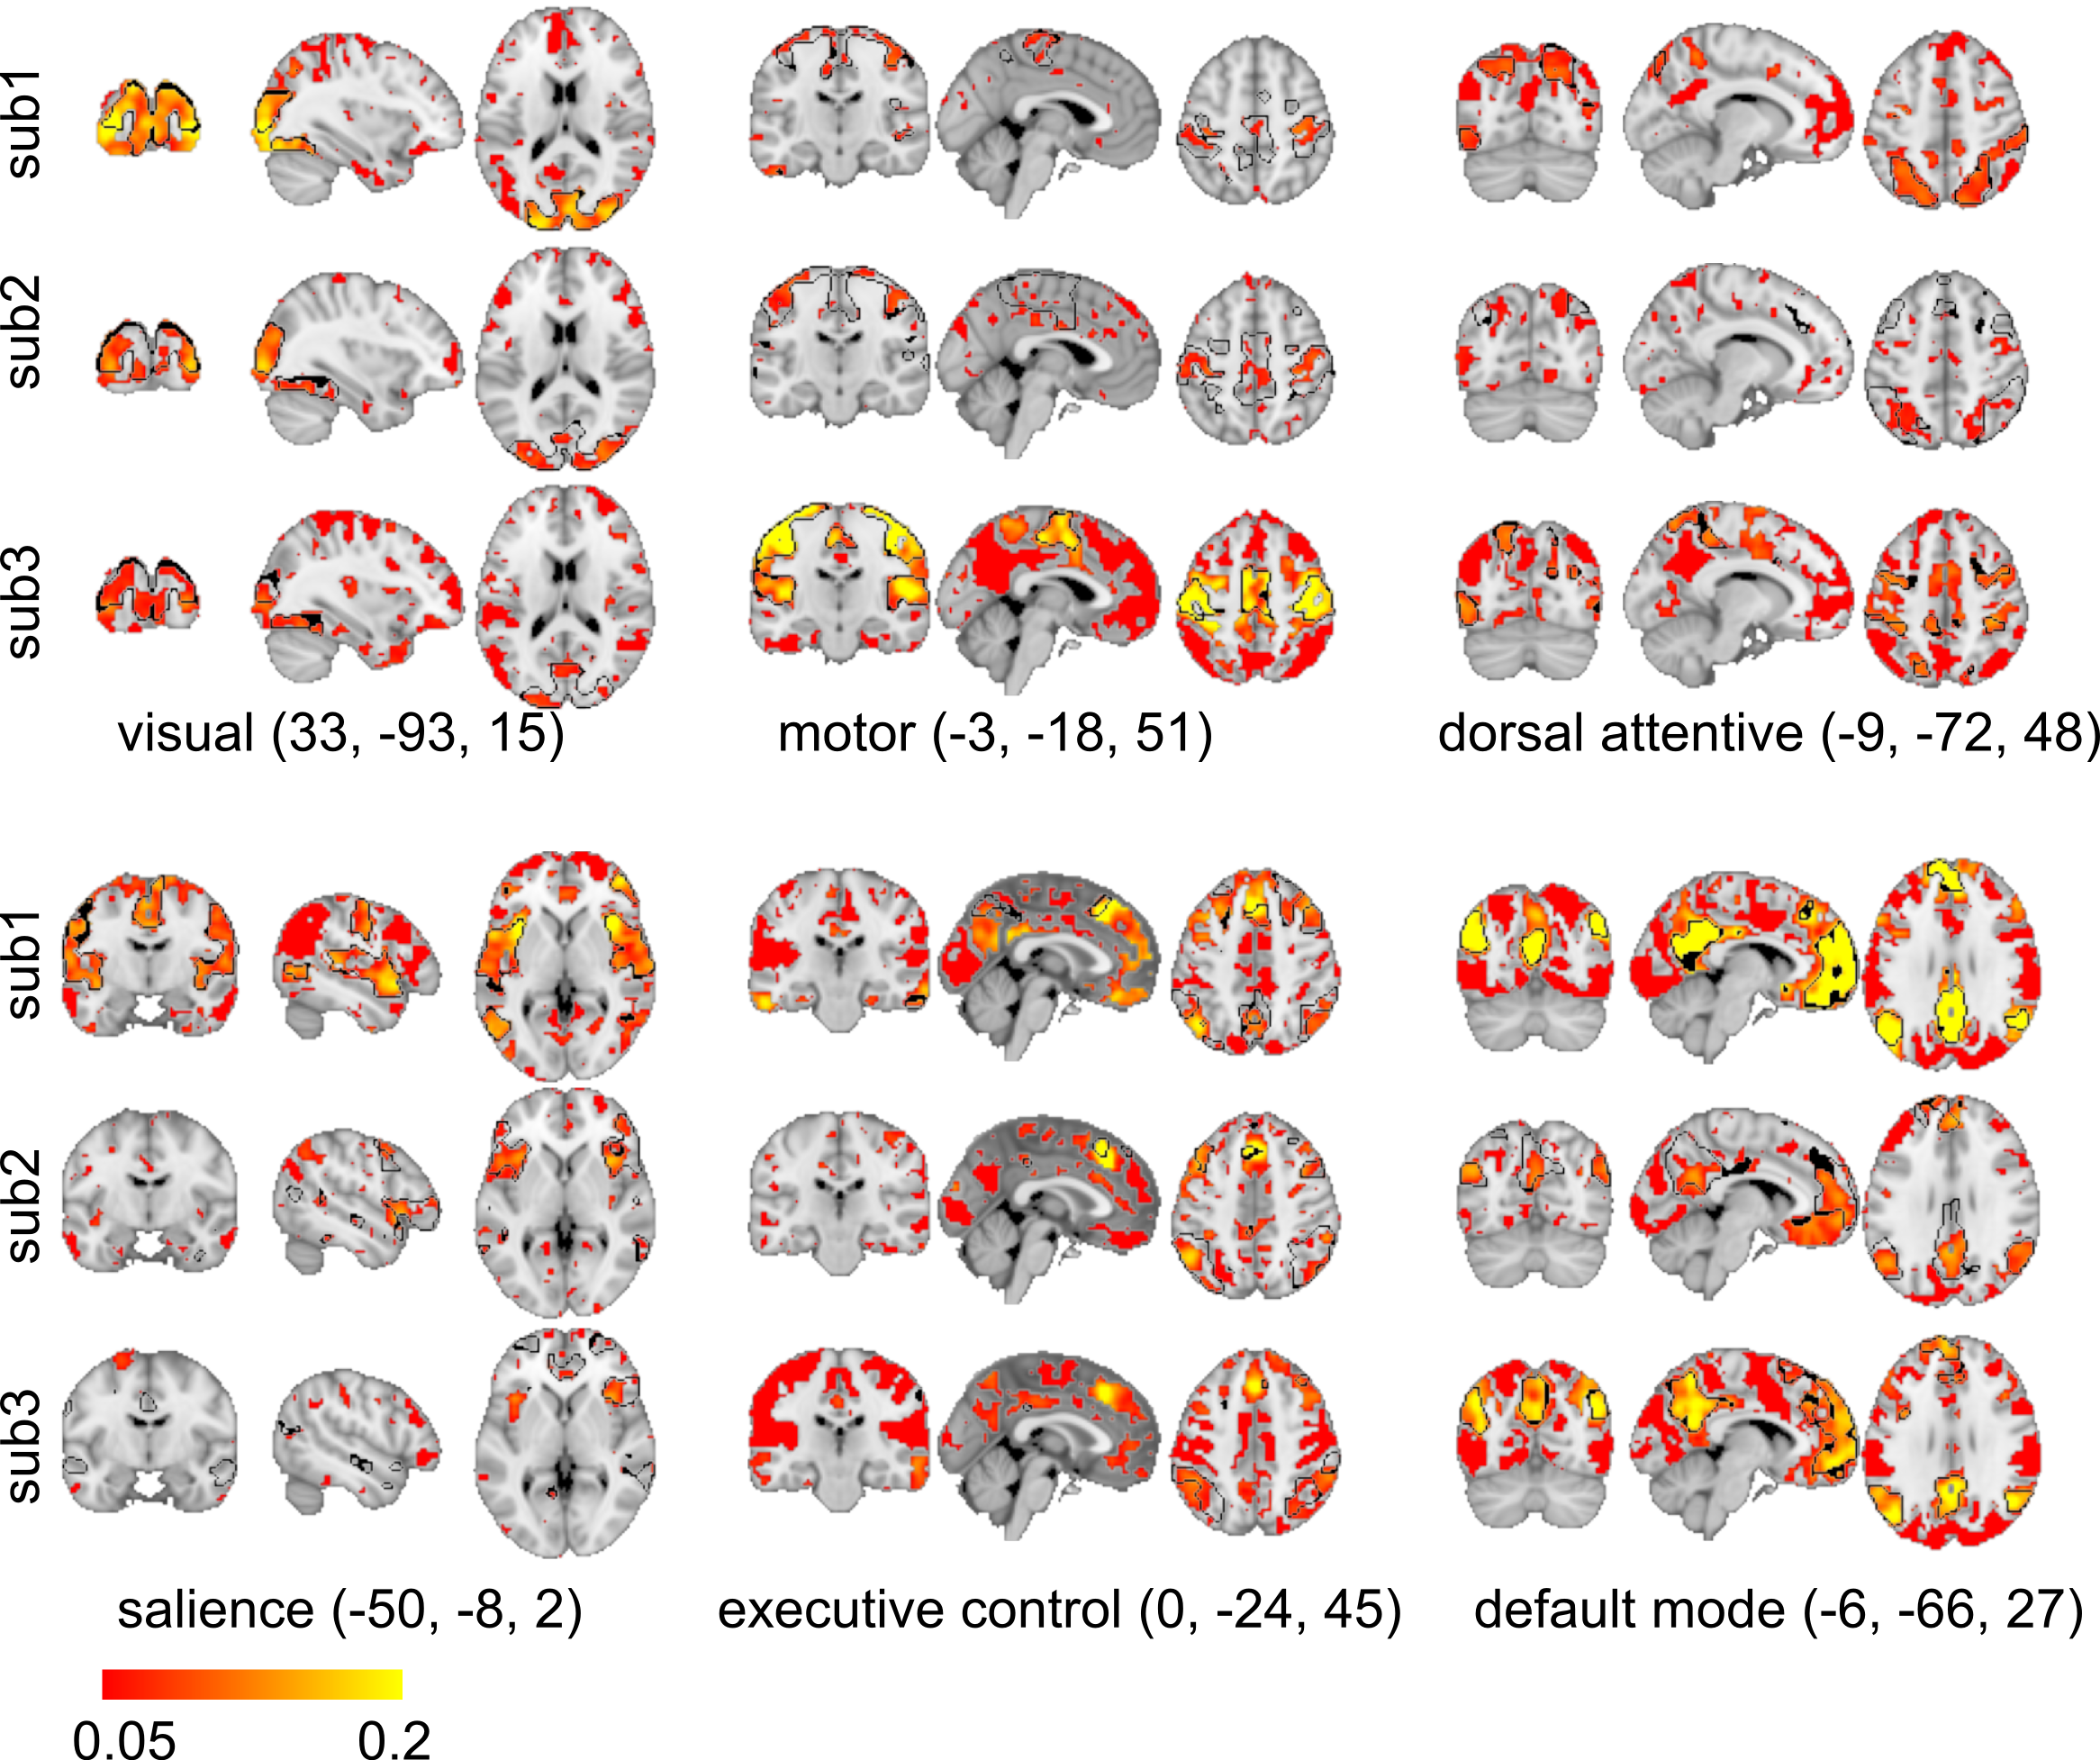 sub1
sub2
sub3
visual (33, -93, 15)
motor (-3, -18, 51)
dorsal attentive (-9, -72, 48)
sub1
sub2
sub3
salience (-50, -8, 2)
executive control (0, -24, 45)
default mode (-6, -66, 27)
0.05
0.2